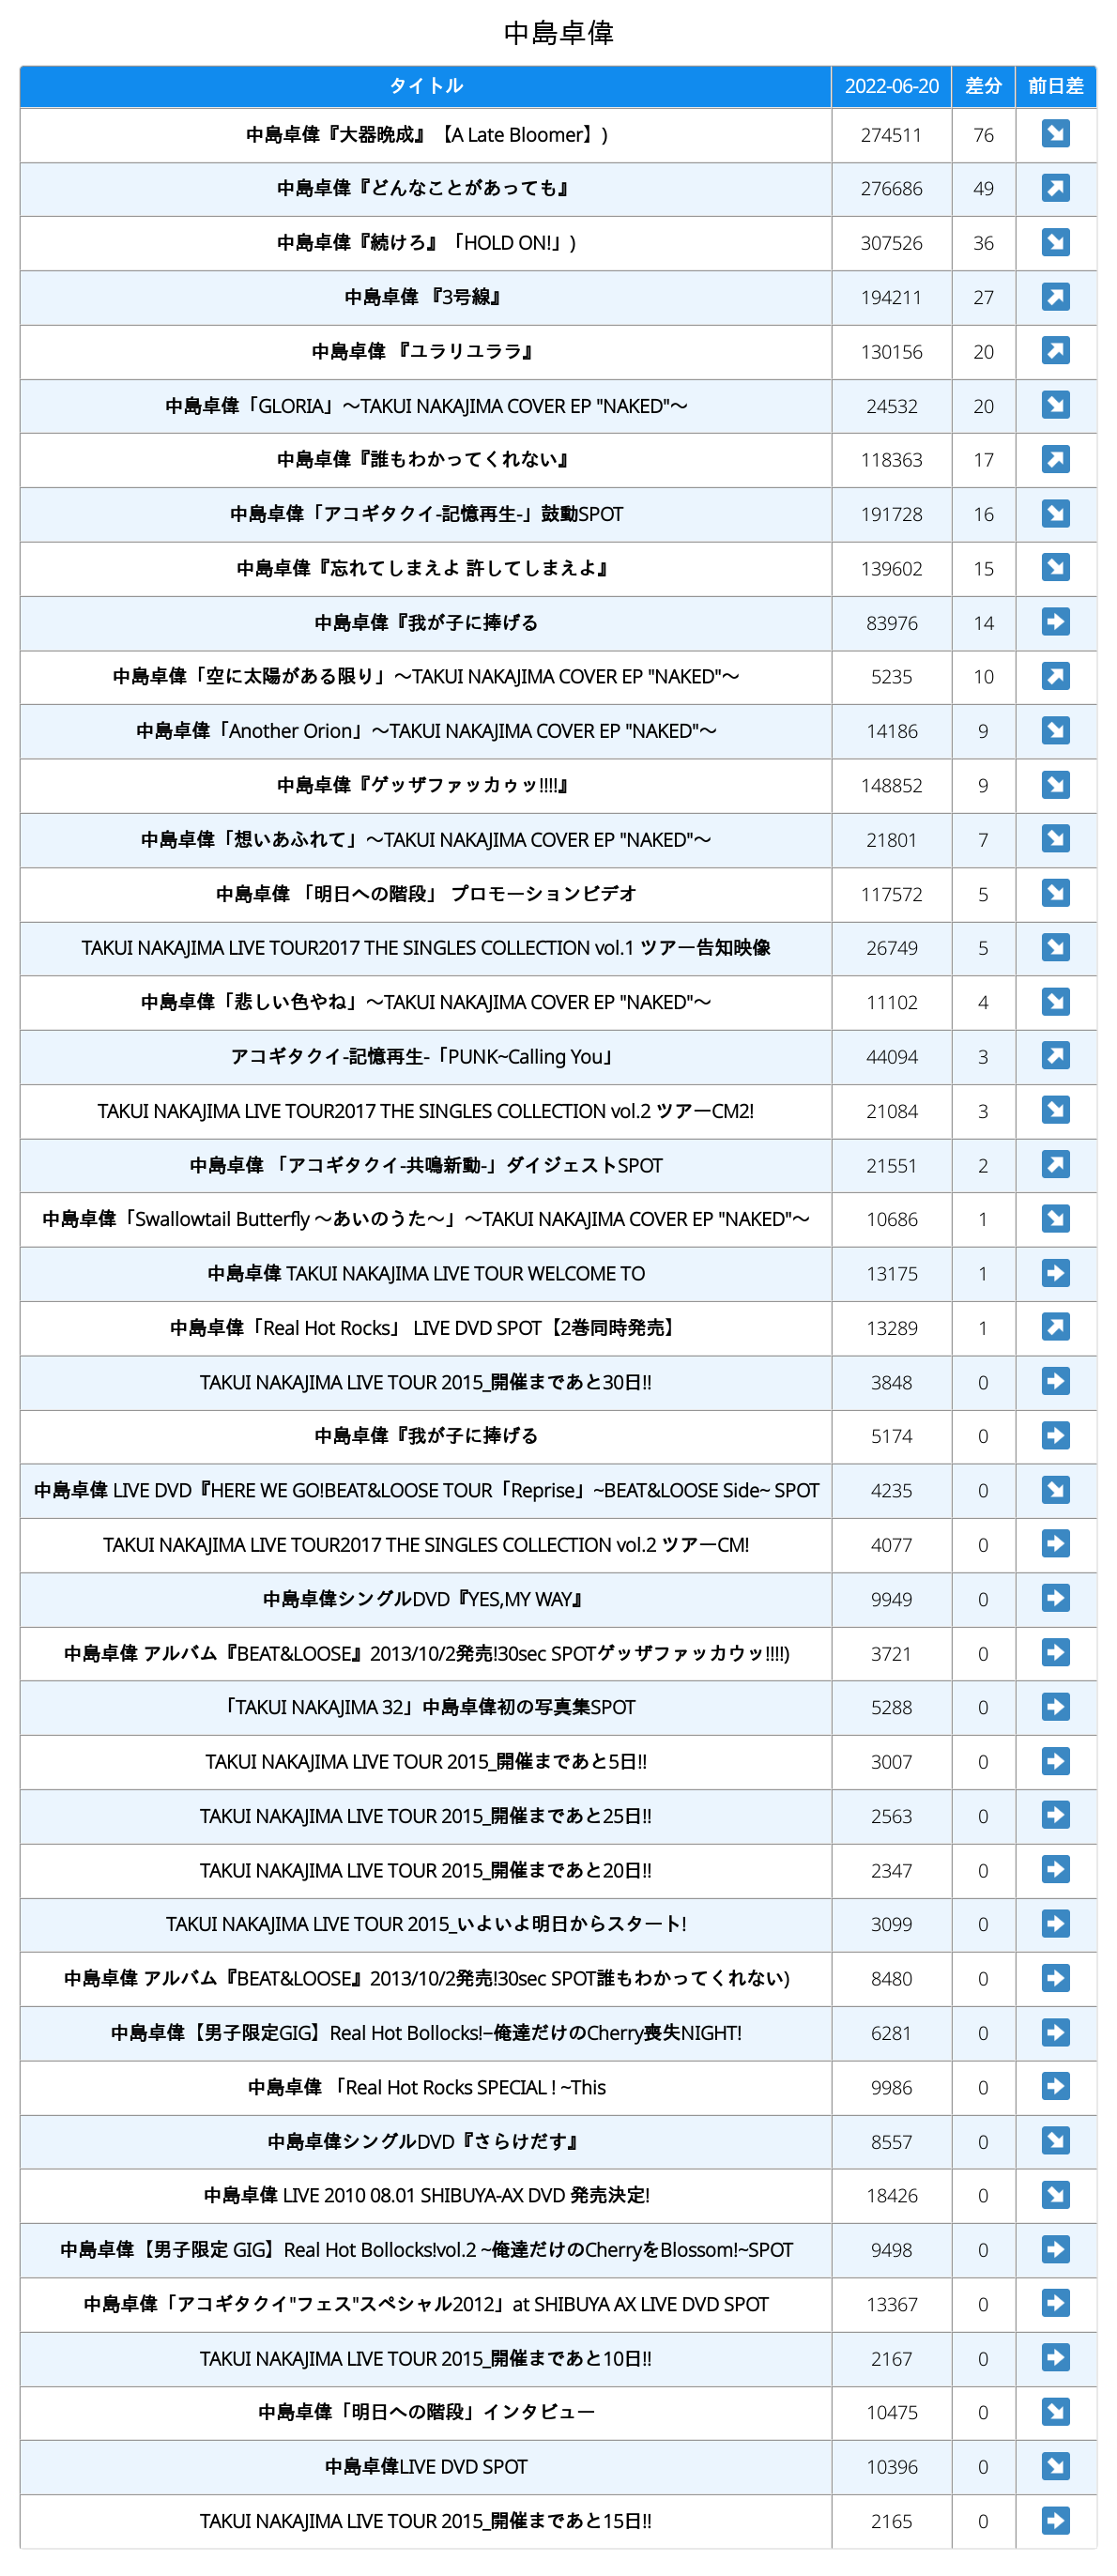 中島卓偉
タイトル 2022-06-20 差分 前日差
中島卓偉『大器晩成』【A Late Bloomer】) 274511 76
中島卓偉『どんなことがあっても』 276686 49
中島卓偉『続けろ』「HOLD ON!」) 307526 36
中島卓偉 『3号線』 194211 27
中島卓偉 『ユラリユララ』 130156 20
中島卓偉「GLORIA」～TAKUI NAKAJIMA COVER EP "NAKED"～ 24532 20
中島卓偉『誰もわかってくれない』 118363 17
中島卓偉「アコギタクイ-記憶再生-」鼓動SPOT 191728 16
中島卓偉『忘れてしまえよ 許してしまえよ』 139602 15
中島卓偉『我が子に捧げる 83976 14
中島卓偉「空に太陽がある限り」～TAKUI NAKAJIMA COVER EP "NAKED"～ 5235 10
中島卓偉「Another Orion」～TAKUI NAKAJIMA COVER EP "NAKED"～ 14186 9
中島卓偉『ゲッザファッカゥッ!!!!』 148852 9
中島卓偉「想いあふれて」～TAKUI NAKAJIMA COVER EP "NAKED"～ 21801 7
中島卓偉 「明日への階段」 プロモーションビデオ 117572 5
TAKUI NAKAJIMA LIVE TOUR2017 THE SINGLES COLLECTION vol.1 ツアー告知映像 26749 5
中島卓偉「悲しい色やね」～TAKUI NAKAJIMA COVER EP "NAKED"～ 11102 4
アコギタクイ-記憶再生-「PUNK~Calling You」 44094 3
TAKUI NAKAJIMA LIVE TOUR2017 THE SINGLES COLLECTION vol.2 ツアーCM2! 21084 3
中島卓偉 「アコギタクイ-共鳴新動-」ダイジェストSPOT 21551 2
中島卓偉「Swallowtail Butterfly ～あいのうた～」～TAKUI NAKAJIMA COVER EP "NAKED"～ 10686 1
中島卓偉 TAKUI NAKAJIMA LIVE TOUR WELCOME TO 13175 1
中島卓偉「Real Hot Rocks」 LIVE DVD SPOT【2巻同時発売】 13289 1
TAKUI NAKAJIMA LIVE TOUR 2015_開催まであと30日!! 3848 0
中島卓偉『我が子に捧げる 5174 0
中島卓偉 LIVE DVD『HERE WE GO!BEAT&LOOSE TOUR「Reprise」~BEAT&LOOSE Side~ SPOT 4235 0
TAKUI NAKAJIMA LIVE TOUR2017 THE SINGLES COLLECTION vol.2 ツアーCM! 4077 0
中島卓偉シングルDVD『YES,MY WAY』 9949 0
中島卓偉 アルバム『BEAT&LOOSE』2013/10/2発売!30sec SPOTゲッザファッカウッ!!!!) 3721 0
「TAKUI NAKAJIMA 32」中島卓偉初の写真集SPOT 5288 0
TAKUI NAKAJIMA LIVE TOUR 2015_開催まであと5日!! 3007 0
TAKUI NAKAJIMA LIVE TOUR 2015_開催まであと25日!! 2563 0
TAKUI NAKAJIMA LIVE TOUR 2015_開催まであと20日!! 2347 0
TAKUI NAKAJIMA LIVE TOUR 2015_いよいよ明日からスタート! 3099 0
中島卓偉 アルバム『BEAT&LOOSE』2013/10/2発売!30sec SPOT誰もわかってくれない) 8480 0
中島卓偉【男子限定GIG】Real Hot Bollocks!−俺達だけのCherry喪失NIGHT! 6281 0
中島卓偉 「Real Hot Rocks SPECIAL ! ~This 9986 0
中島卓偉シングルDVD『さらけだす』 8557 0
中島卓偉 LIVE 2010 08.01 SHIBUYA-AX DVD 発売決定! 18426 0
中島卓偉【男子限定 GIG】Real Hot Bollocks!vol.2 ~俺達だけのCherryをBlossom!~SPOT 9498 0
中島卓偉「アコギタクイ"フェス"スペシャル2012」at SHIBUYA AX LIVE DVD SPOT 13367 0
TAKUI NAKAJIMA LIVE TOUR 2015_開催まであと10日!! 2167 0
中島卓偉「明日への階段」インタビュー 10475 0
中島卓偉LIVE DVD SPOT 10396 0
TAKUI NAKAJIMA LIVE TOUR 2015_開催まであと15日!! 2165 0